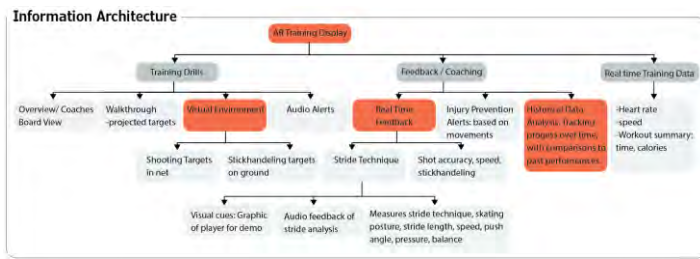 Information Architecture
AR Training Display
Training Drills
Feedback / Coaching
Real time Training Data
Overview/ Coaches
Board View
Walkthrough
-projected targets
Virtual Environment
Audio Alerts
Real Time
Feedback
Injury Prevention
Alerts: based on
movements
Historical Data
Analysis: Tracking
progess over time,
with comparisons to
past performances.
-Heart rate
-speed
-Workout summary:
time, calories
Shooting Targets
in net
Stickhandeling targets
on ground
Stride Technique
Shot accuracy, speed,
stickhandeling
Visual cues: Graphic
of player for demo
Audio feedback of
stride analysis
Measures stride technique, skating
posture, stride length, speed, push
angle, pressure, balance